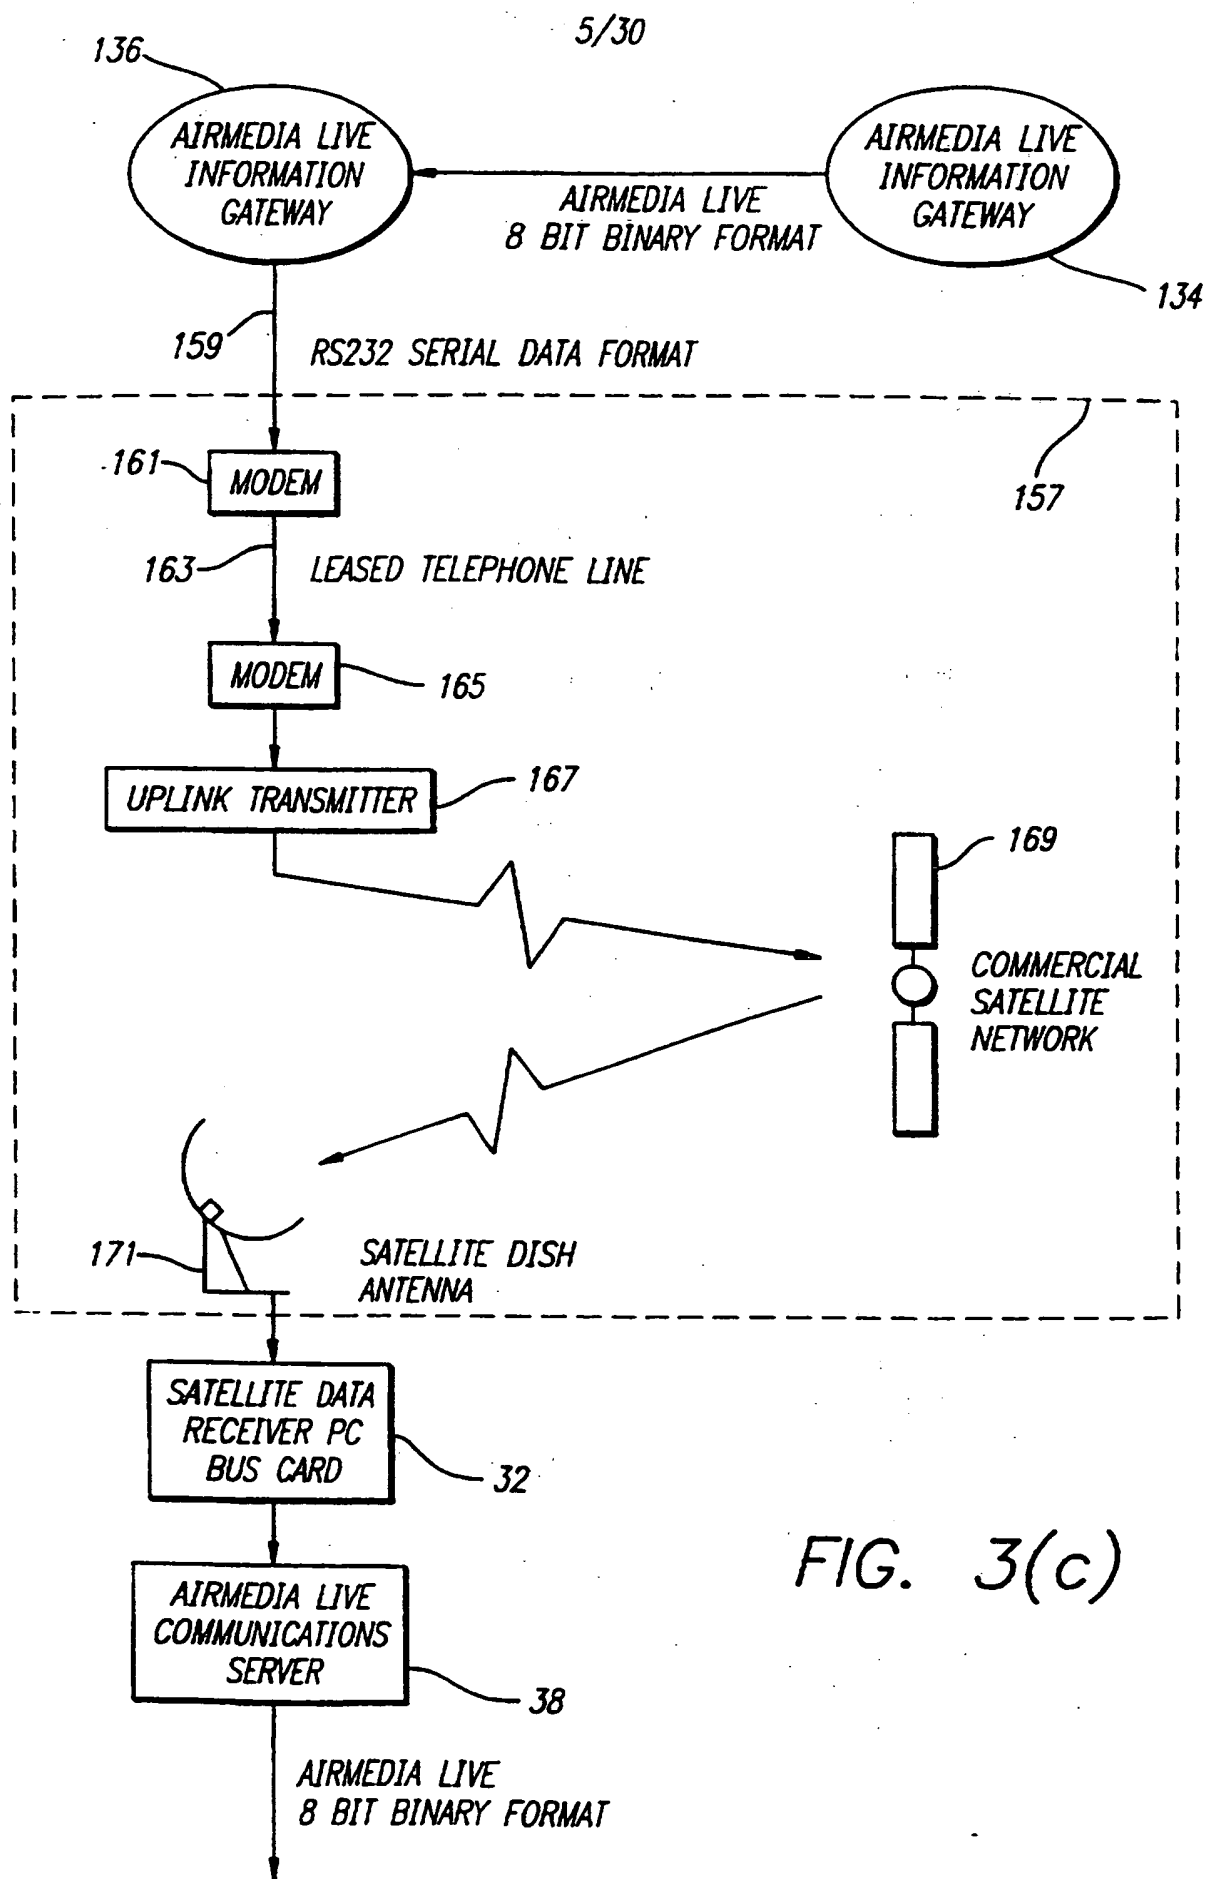 5/30
136
AIRMEDIA LIVE
INFORMATION
GATEWAY
AIRMEDIA LIVE
INFORMATION
GATEWAY
AIRMEDIA LIVE
8 BIT BINARY FORMAT
134
159
RS232 SERIAL DATA FORMAT
157
161
MODEM
163
LEASED TELEPHONE LINE
MODEM
165
UPLINK TRANSMITTER
167
169
COMMERCIAL
SATELLITE
NETWORK
171
SATELLITE DISH
ANTENNA
SATELLITE DATA
RECEIVER PC
BUS CARD
32
AIRMEDIA LIVE
COMMUNICATIONS
SERVER
38
AIRMEDIA LIVE
8 BIT BINARY FORMAT
FIG. 3(c)